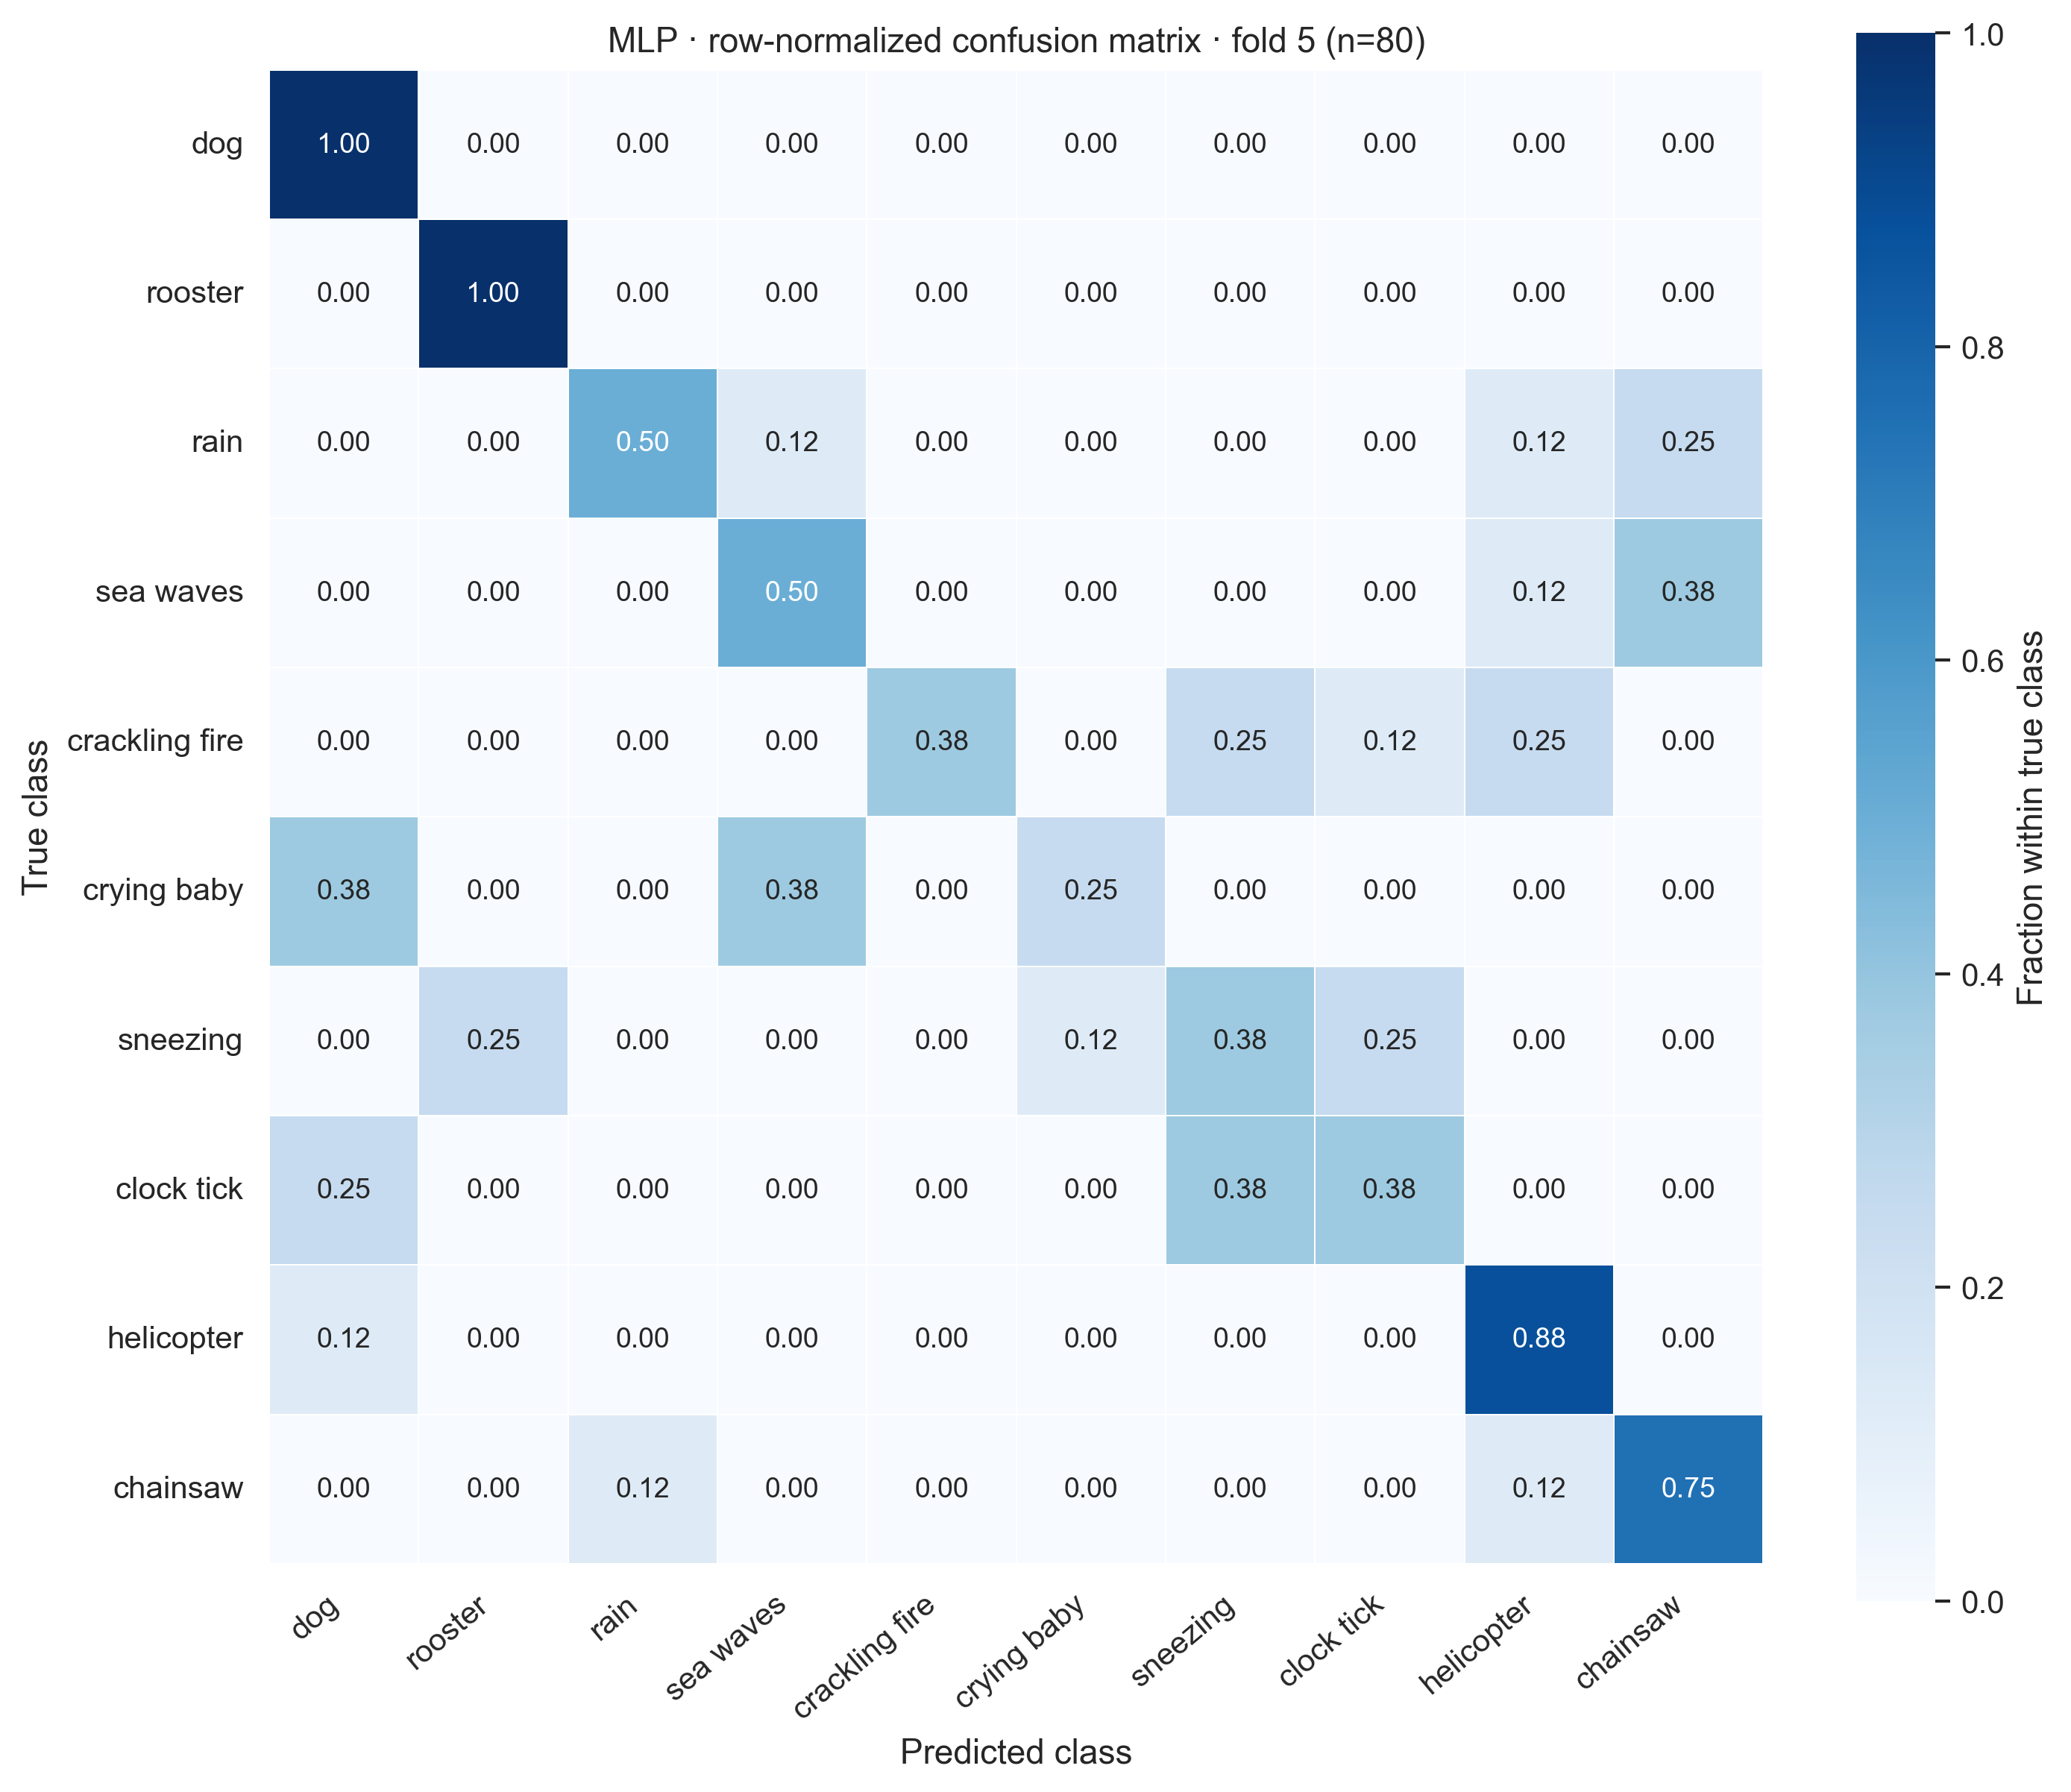 MLP · row-normalized confusion matrix · fold 5 (n=80)
dog 1.00 0.00 0.00 0.00 0.00 0.00 0.00 0.00 0.00 0.00
rooster 0.00 1.00 0.00 0.00 0.00 0.00 0.00 0.00 0.00 0.00
rain 0.00 0.00 0.50 0.12 0.00 0.00 0.00 0.00 0.12 0.25
sea waves 0.00 0.00 0.00 0.50 0.00 0.00 0.00 0.00 0.12 0.38
crackling fire 0.00 0.00 0.00 0.00 0.38 0.00 0.25 0.12 0.25 0.00
crying baby 0.38 0.00 0.00 0.38 0.00 0.25 0.00 0.00 0.00 0.00
sneezing 0.00 0.25 0.00 0.00 0.00 0.12 0.38 0.25 0.00 0.00
clock tick 0.25 0.00 0.00 0.00 0.00 0.00 0.38 0.38 0.00 0.00
helicopter 0.12 0.00 0.00 0.00 0.00 0.00 0.00 0.00 0.88 0.00
chainsaw 0.00 0.00 0.12 0.00 0.00 0.00 0.00 0.00 0.12 0.75
dog rooster rain sea waves crackling fire crying baby sneezing clock tick helicopter chainsaw
Predicted class
True class
1.0
0.8
0.6
0.4
0.2
0.0
Fraction within true class